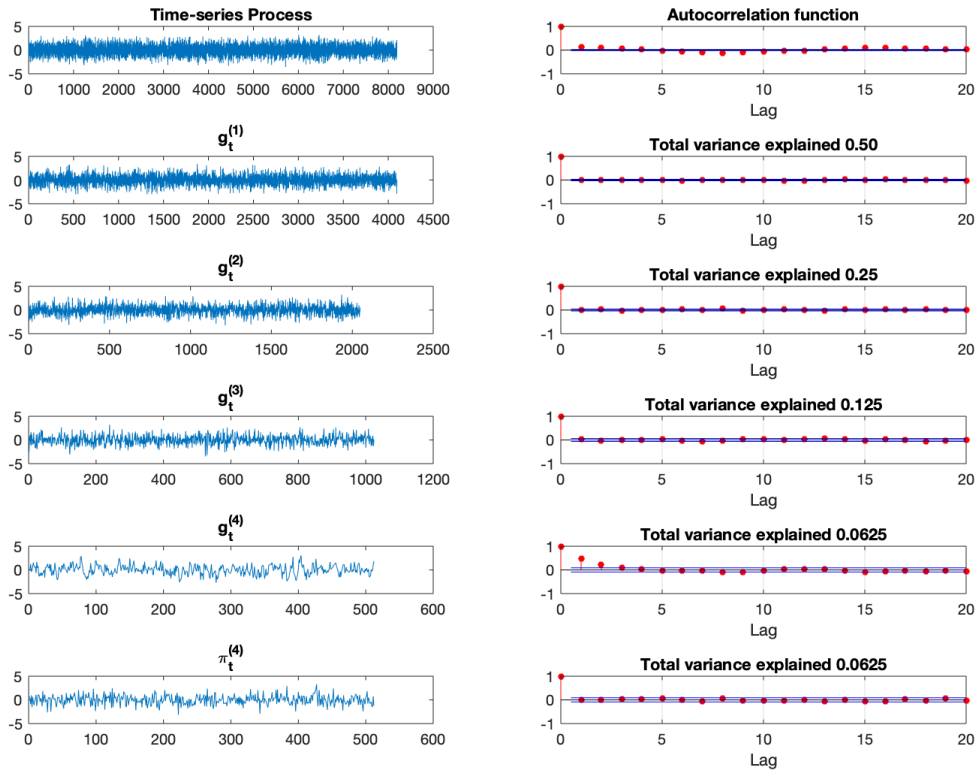 Time-series Process
5
0
-5
0 1000 2000 3000 4000 5000 6000 7000 8000 9000
Autocorrelation function
1
0
-1
0 5 10 15 20
Lag
g_t^(1)
5
0
-5
0 500 1000 1500 2000 2500 3000 3500 4000 4500
Total variance explained 0.50
1
0
-1
0 5 10 15 20
Lag
g_t^(2)
5
0
-5
0 500 1000 1500 2000 2500
Total variance explained 0.25
1
0
-1
0 5 10 15 20
Lag
g_t^(3)
5
0
-5
0 200 400 600 800 1000 1200
Total variance explained 0.125
1
0
-1
0 5 10 15 20
Lag
g_t^(4)
5
0
-5
0 100 200 300 400 500 600
Total variance explained 0.0625
1
0
-1
0 5 10 15 20
Lag
π_t^(4)
5
0
-5
0 100 200 300 400 500 600
Total variance explained 0.0625
1
0
-1
0 5 10 15 20
Lag